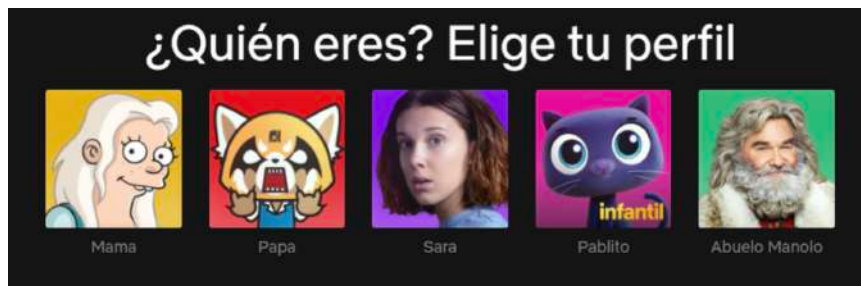 ¿Quién eres? Elige tu perfil
infantil
Mama Papa Sara Pablito Abuelo Manolo